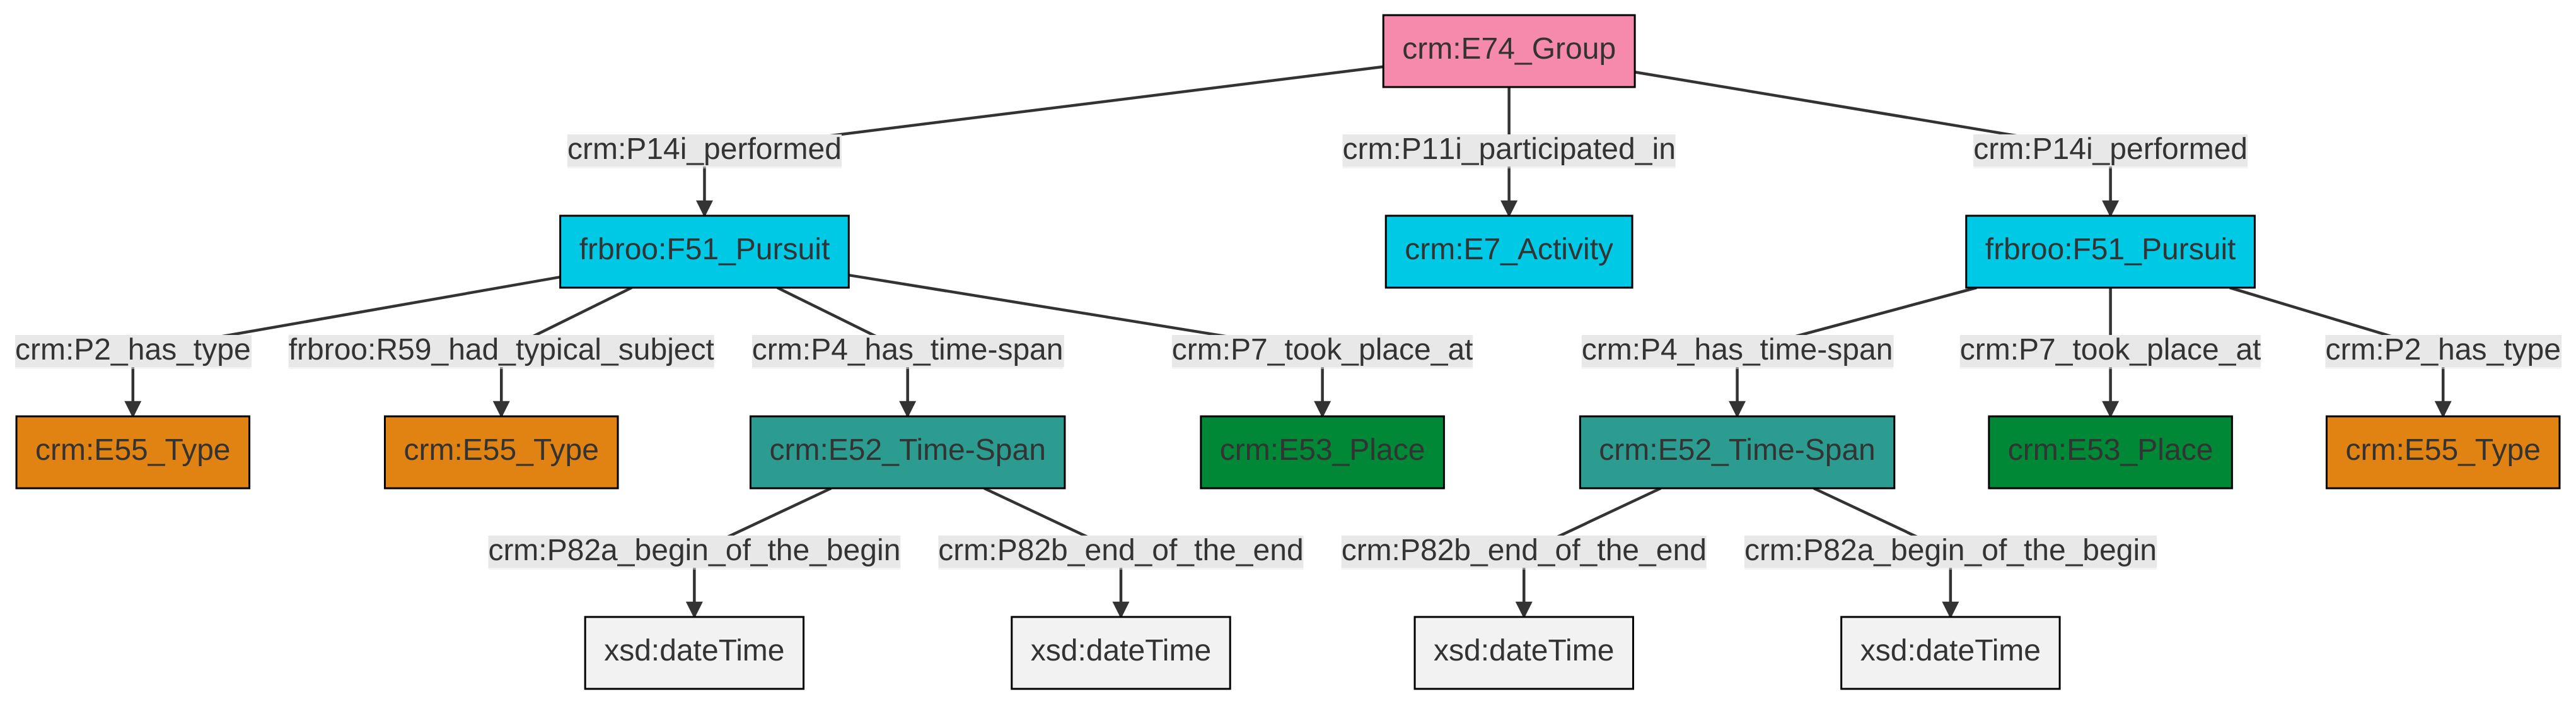 crm:E74_Group
crm:P14i_performed
crm:P11i_participated_in
crm:P14i_performed
frbroo:F51_Pursuit
crm:E7_Activity
frbroo:F51_Pursuit
crm:P2_has_type
frbroo:R59_had_typical_subject
crm:P4_has_time-span
crm:P7_took_place_at
crm:P4_has_time-span
crm:P7_took_place_at
crm:P2_has_type
crm:E55_Type
crm:E55_Type
crm:E52_Time-Span
crm:E53_Place
crm:E52_Time-Span
crm:E53_Place
crm:E55_Type
crm:P82a_begin_of_the_begin
crm:P82b_end_of_the_end
crm:P82b_end_of_the_end
crm:P82a_begin_of_the_begin
xsd:dateTime
xsd:dateTime
xsd:dateTime
xsd:dateTime